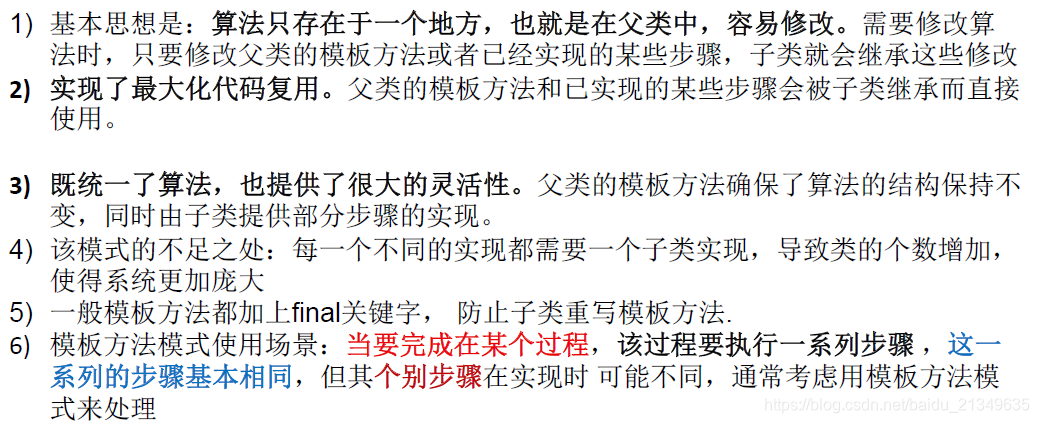 1) 基本思想是：算法只存在于一个地方，也就是在父类中，容易修改。需要修改算
法时，只要修改父类的模板方法或者已经实现的某些步骤，子类就会继承这些修改
2) 实现了最大化代码复用。父类的模板方法和已实现的某些步骤会被子类继承而直接
使用。
3) 既统一了算法，也提供了很大的灵活性。父类的模板方法确保了算法的结构保持不
变，同时由子类提供部分步骤的实现。
4) 该模式的不足之处：每一个不同的实现都需要一个子类实现，导致类的个数增加，
使得系统更加庞大
5) 一般模板方法都加上final关键字， 防止子类重写模板方法.
6) 模板方法模式使用场景：当要完成在某个过程，该过程要执行一系列步骤 ，这一
系列的步骤基本相同，但其个别步骤在实现时 可能不同，通常考虑用模板方法模
式来处理
https://blog.csdn.net/baidu_21349635